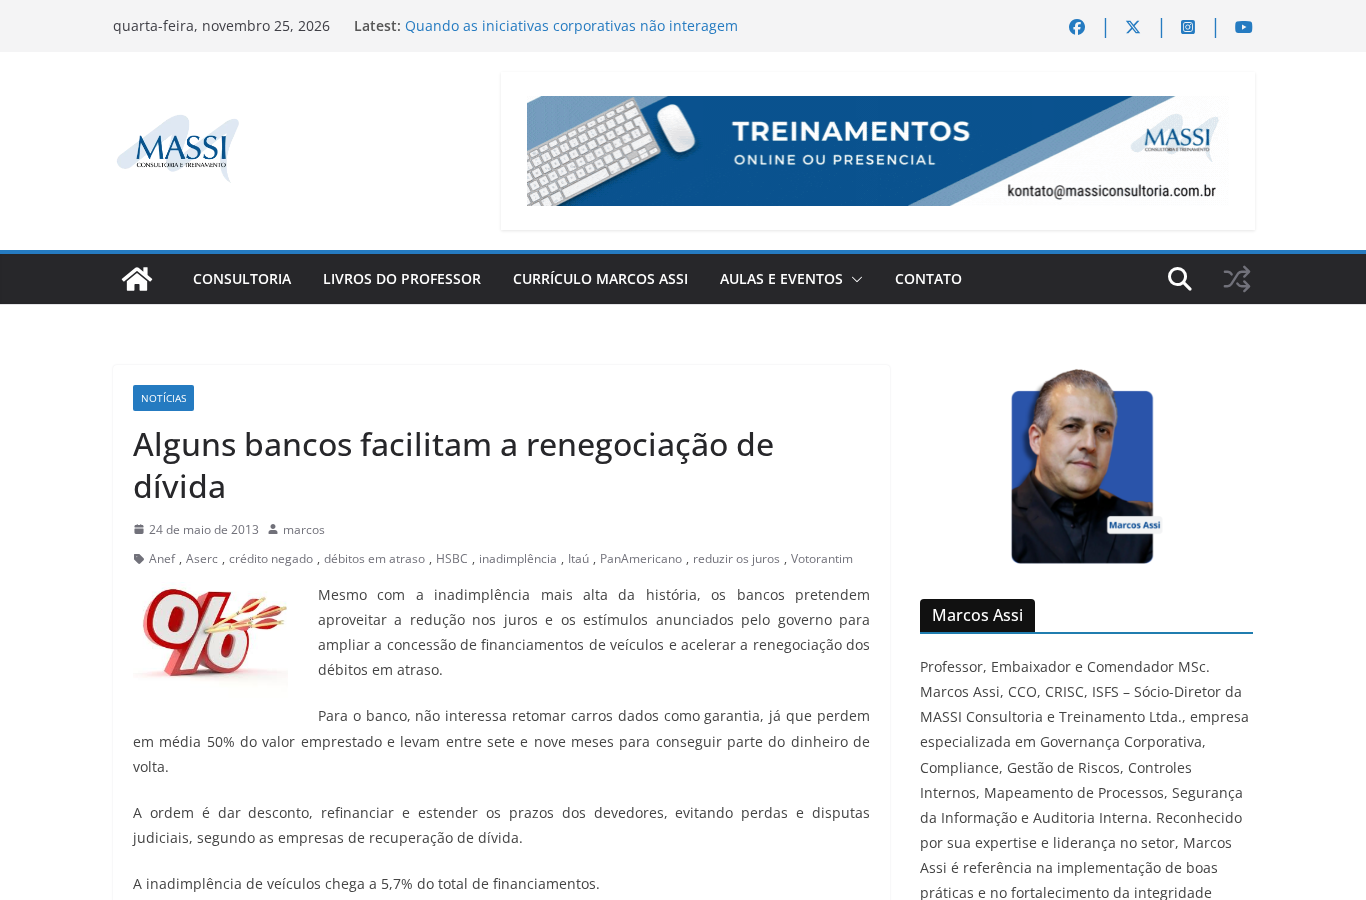 quarta-feira, novembro 25, 2026
Latest: Quando as iniciativas corporativas não interagem
MASSI
CONSULTORIA E TREINAMENTO
TREINAMENTOS
ONLINE OU PRESENCIAL
MASSI
CONSULTORIA E TREINAMENTO
kontato@massiconsultoria.com.br
CONSULTORIA
LIVROS DO PROFESSOR
CURRÍCULO MARCOS ASSI
AULAS E EVENTOS
CONTATO
NOTÍCIAS
Alguns bancos facilitam a renegociação de
dívida
24 de maio de 2013 marcos
Anef , Aserc , crédito negado , débitos em atraso , HSBC , inadimplência , Itaú , PanAmericano , reduzir os juros , Votorantim
%
Mesmo com a inadimplência mais alta da história, os bancos pretendem
aproveitar a redução nos juros e os estímulos anunciados pelo governo para
ampliar a concessão de financiamentos de veículos e acelerar a renegociação dos
débitos em atraso.
Para o banco, não interessa retomar carros dados como garantia, já que perdem
em média 50% do valor emprestado e levam entre sete e nove meses para conseguir parte do dinheiro de
volta.
A ordem é dar desconto, refinanciar e estender os prazos dos devedores, evitando perdas e disputas
judiciais, segundo as empresas de recuperação de dívida.
A inadimplência de veículos chega a 5,7% do total de financiamentos.
Marcos Assi
Marcos Assi
Professor, Embaixador e Comendador MSc.
Marcos Assi, CCO, CRISC, ISFS – Sócio-Diretor da
MASSI Consultoria e Treinamento Ltda., empresa
especializada em Governança Corporativa,
Compliance, Gestão de Riscos, Controles
Internos, Mapeamento de Processos, Segurança
da Informação e Auditoria Interna. Reconhecido
por sua expertise e liderança no setor, Marcos
Assi é referência na implementação de boas
práticas e no fortalecimento da integridade